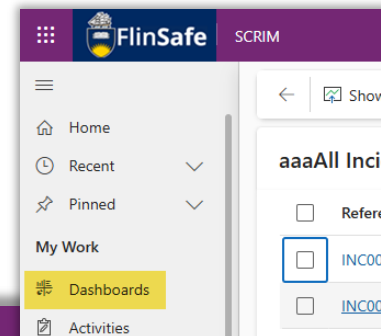 FlinSafe SCRIM
Show
Home
aaaAll Inci
Recent
Pinned
Refere
My Work
INC00
Dashboards
INC00
Activities